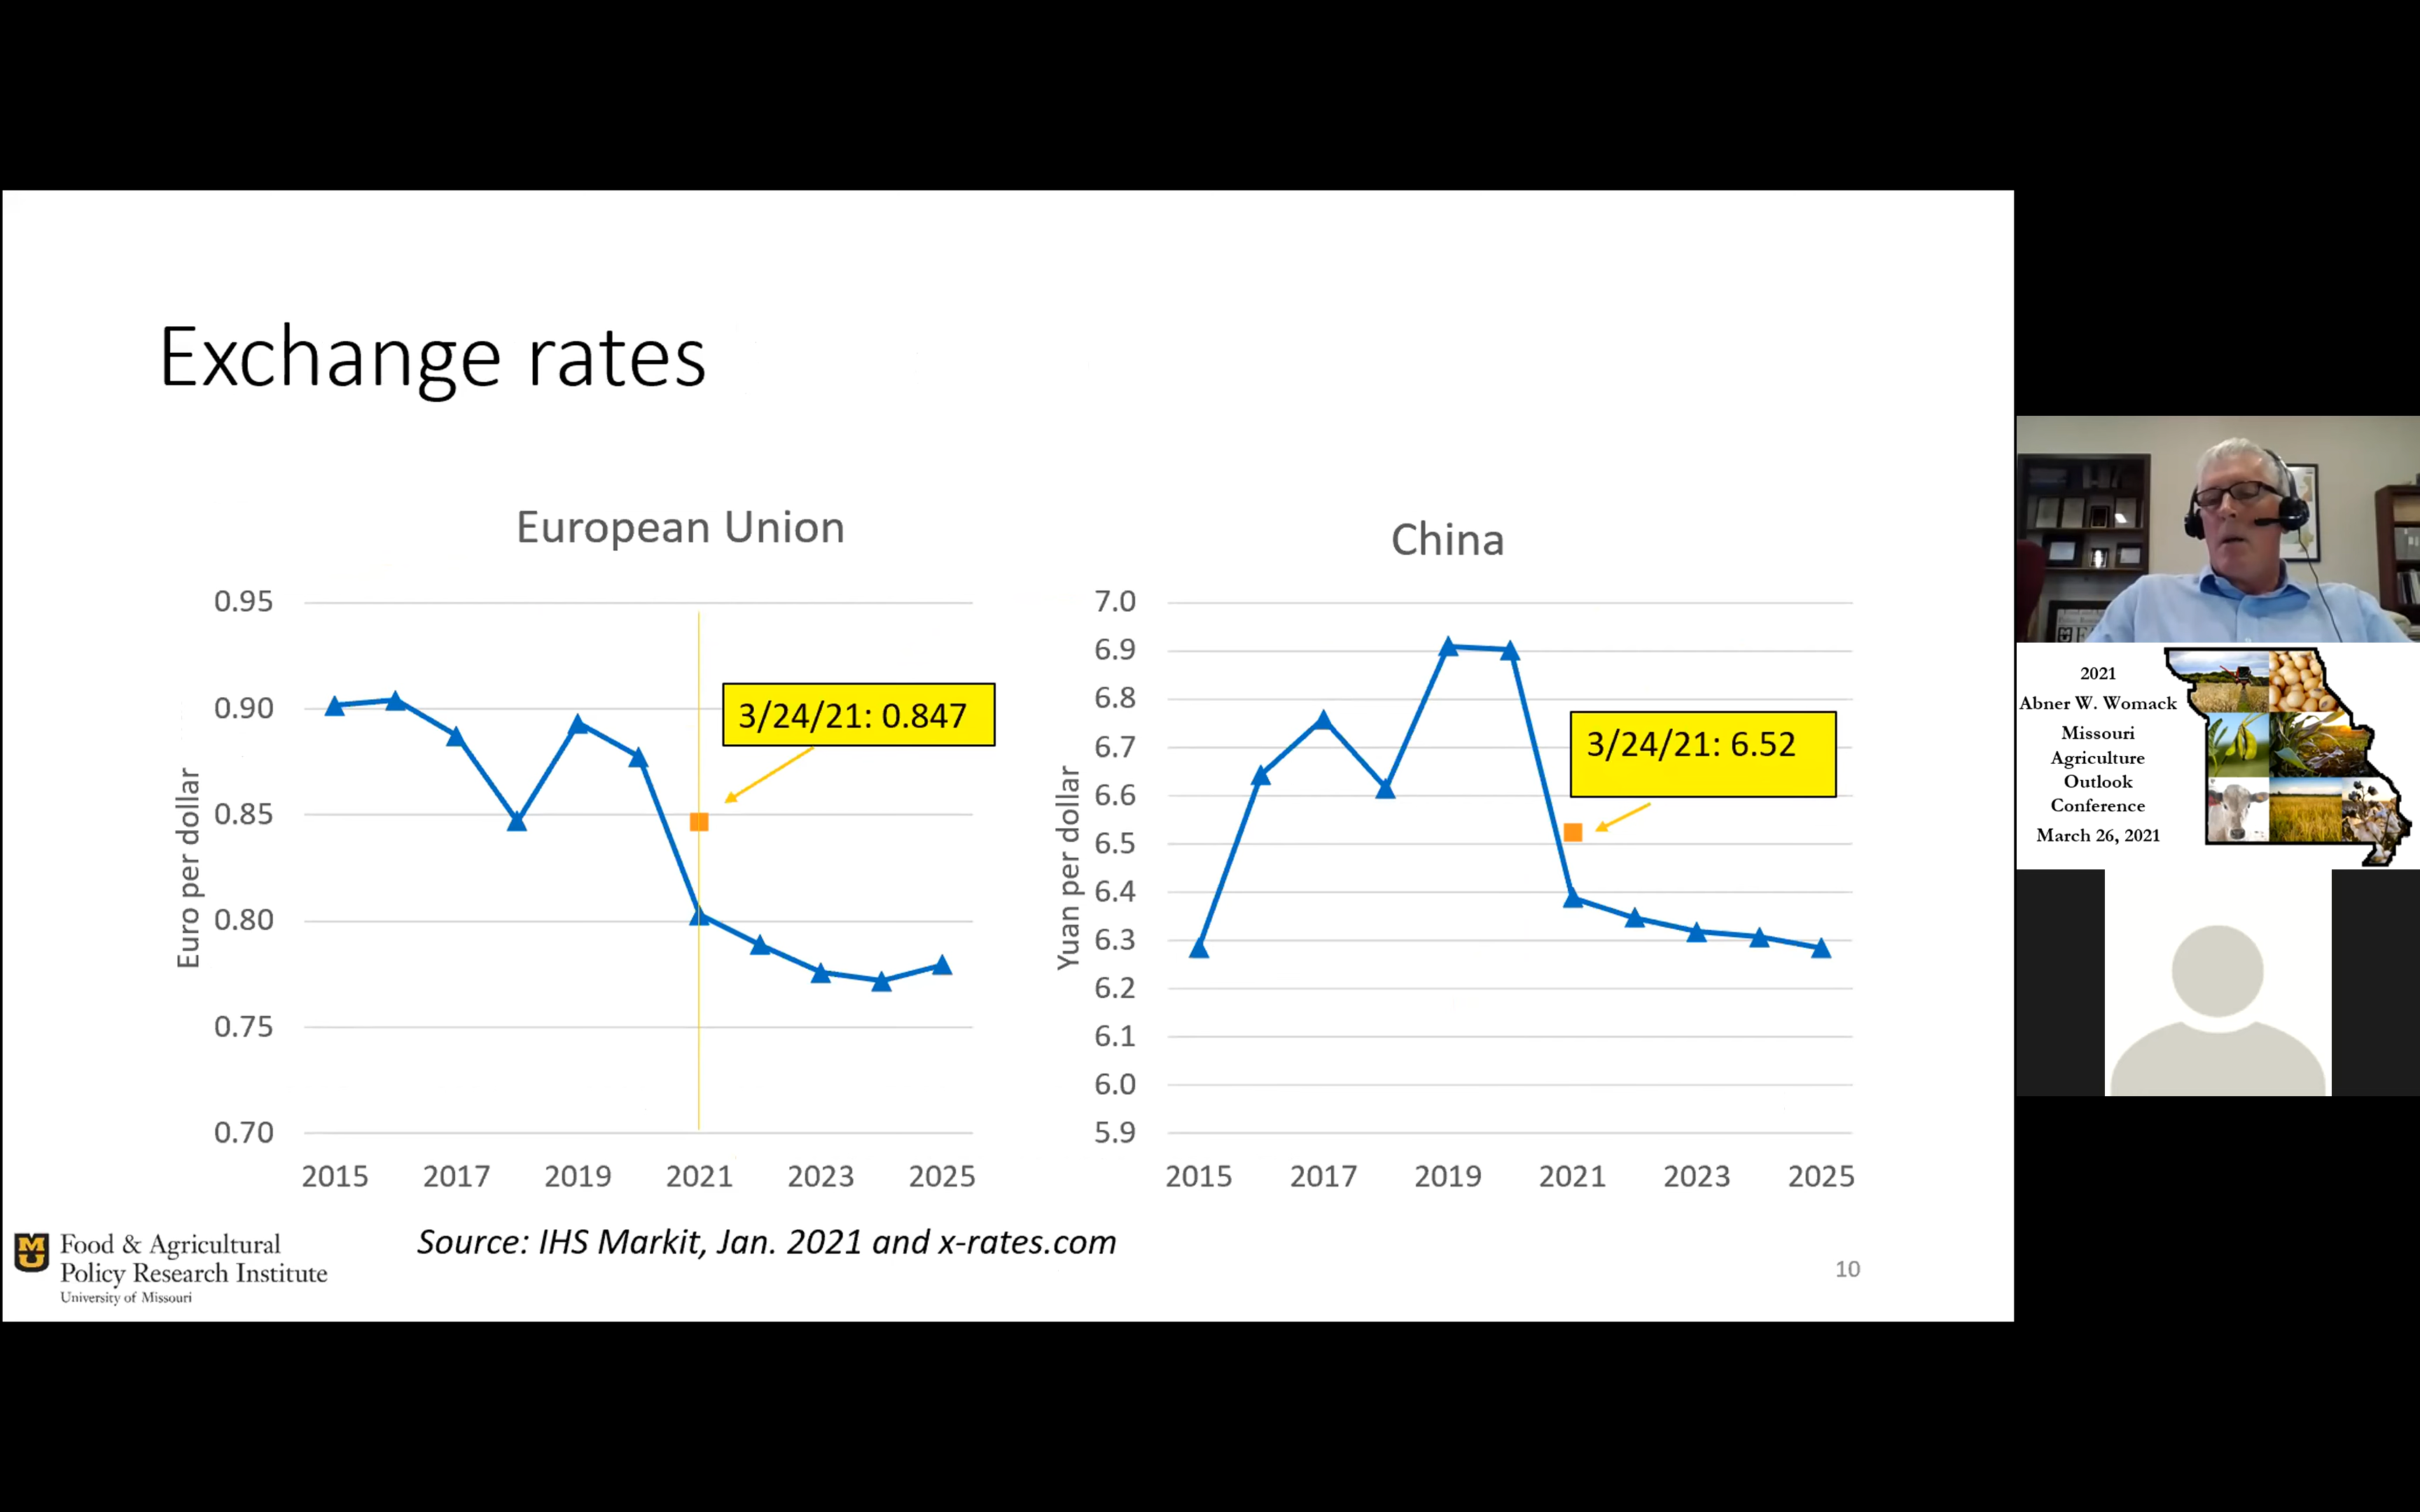 Exchange rates
European Union
0.95
0.90
0.85
0.80
0.75
0.70
Euro per dollar
3/24/21: 0.847
2015 2017 2019 2021 2023 2025
China
7.0
6.9
6.8
6.7
6.6
6.5
6.4
6.3
6.2
6.1
6.0
5.9
Yuan per dollar
3/24/21: 6.52
2015 2017 2019 2021 2023 2025
Source: IHS Markit, Jan. 2021 and x-rates.com
Food & Agricultural
Policy Research Institute
University of Missouri
10
2021
Abner W. Womack
Missouri
Agriculture
Outlook
Conference
March 26, 2021